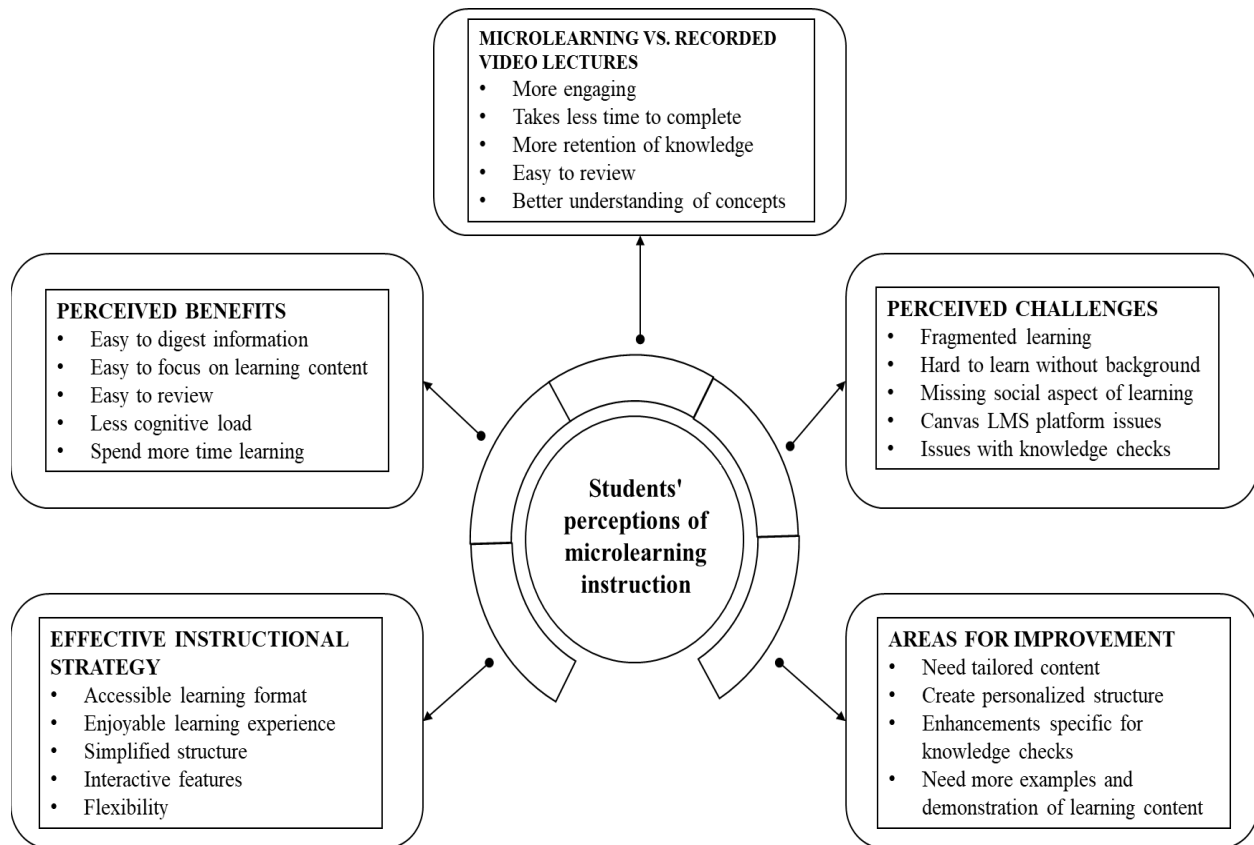 MICROLEARNING VS. RECORDED
VIDEO LECTURES
• More engaging
• Takes less time to complete
• More retention of knowledge
• Easy to review
• Better understanding of concepts
PERCEIVED BENEFITS
• Easy to digest information
• Easy to focus on learning content
• Easy to review
• Less cognitive load
• Spend more time learning
PERCEIVED CHALLENGES
• Fragmented learning
• Hard to learn without background
• Missing social aspect of learning
• Canvas LMS platform issues
• Issues with knowledge checks
Students'
perceptions of
microlearning
instruction
EFFECTIVE INSTRUCTIONAL
STRATEGY
• Accessible learning format
• Enjoyable learning experience
• Simplified structure
• Interactive features
• Flexibility
AREAS FOR IMPROVEMENT
• Need tailored content
• Create personalized structure
• Enhancements specific for
knowledge checks
• Need more examples and
demonstration of learning content